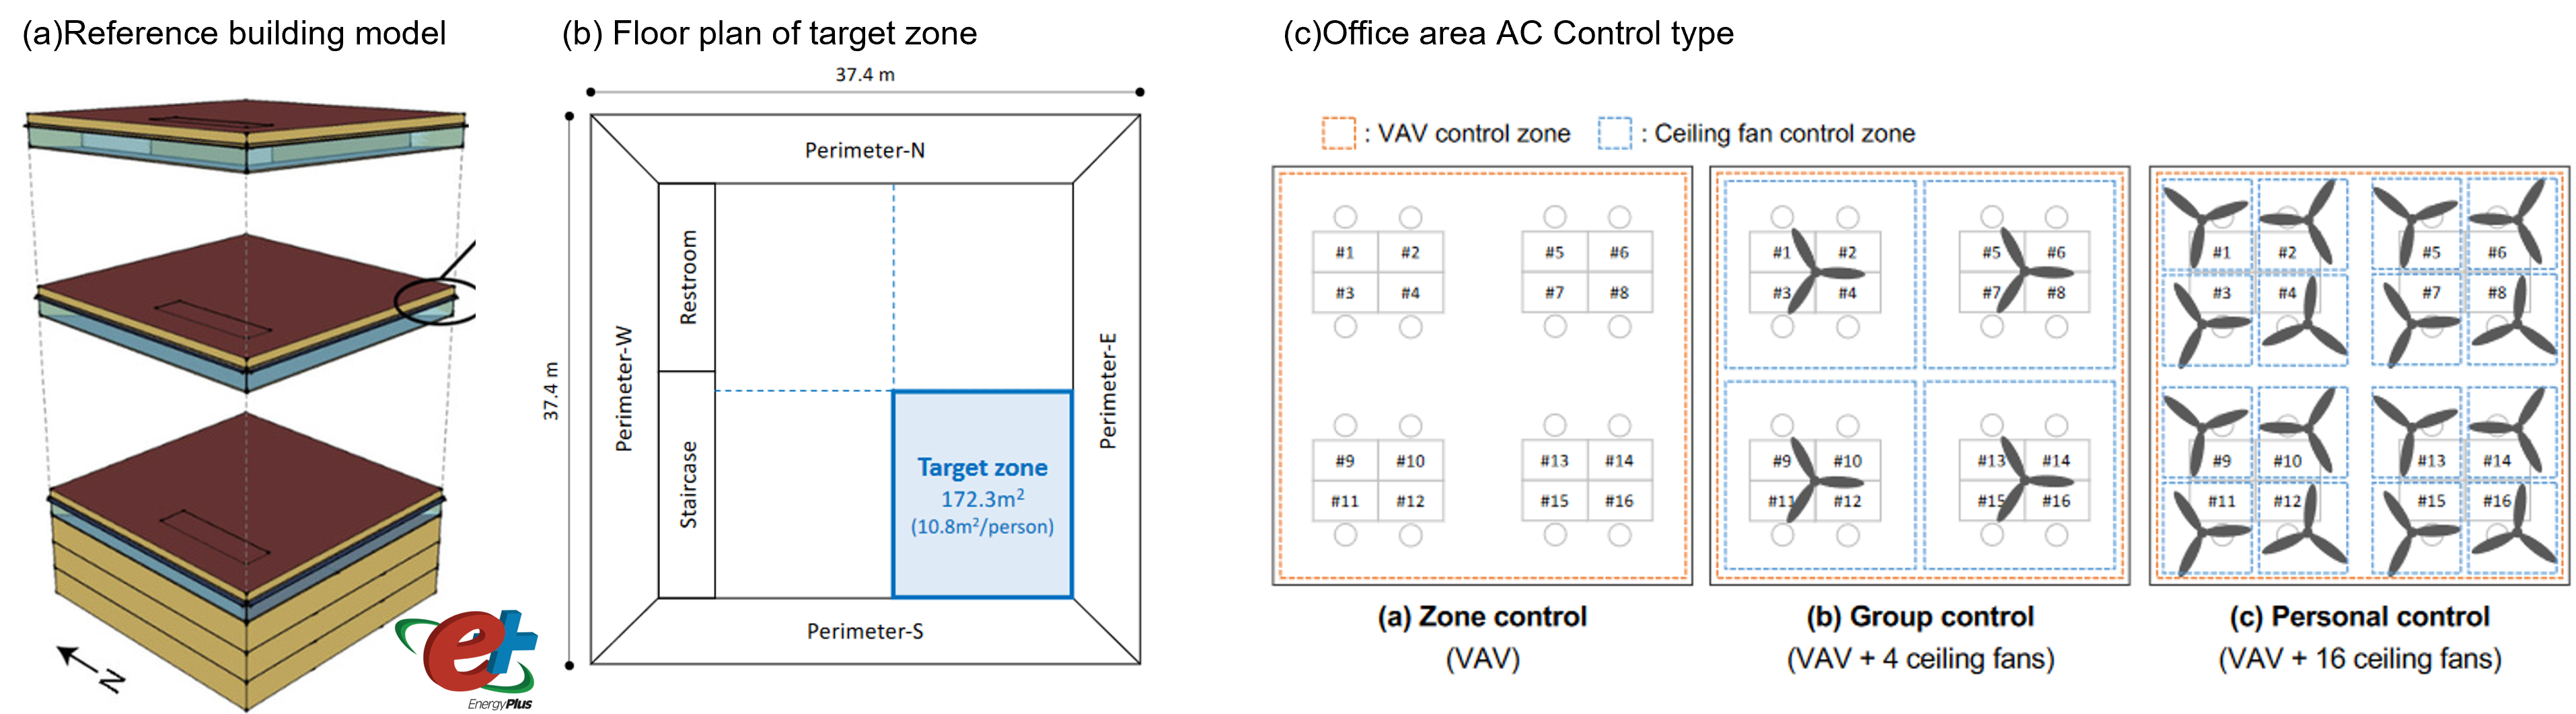 (a)Reference building model
N
e+
EnergyPlus
(b) Floor plan of target zone
37.4 m
37.4 m
Perimeter-N
Perimeter-W
Restroom
Staircase
Perimeter-E
Target zone
172.3m²
(10.8m²/person)
Perimeter-S
(c)Office area AC Control type
: VAV control zone
: Ceiling fan control zone
#1 #2
#3 #4
#5 #6
#7 #8
#9 #10
#11 #12
#13 #14
#15 #16
(a) Zone control
(VAV)
#1 #2
#3 #4
#5 #6
#7 #8
#9 #10
#11 #12
#13 #14
#15 #16
(b) Group control
(VAV + 4 ceiling fans)
#1 #2
#3 #4
#5 #6
#7 #8
#9 #10
#11 #12
#13 #14
#15 #16
(c) Personal control
(VAV + 16 ceiling fans)